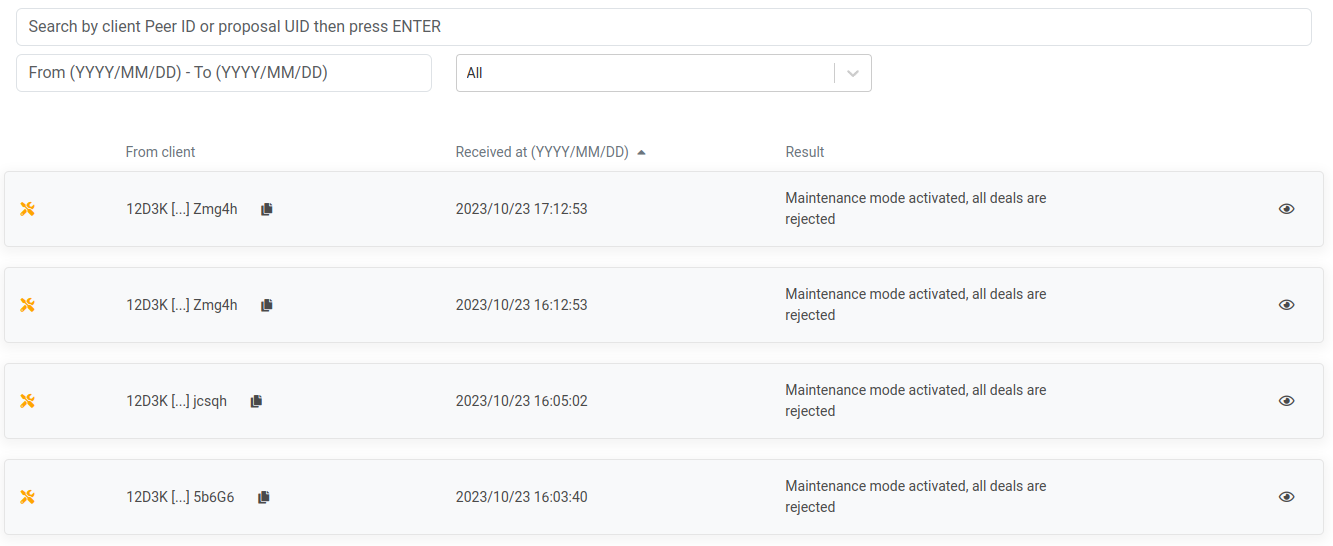 Search by client Peer ID or proposal UID then press ENTER
From (YYYY/MM/DD) - To (YYYY/MM/DD)
All
From client
Received at (YYYY/MM/DD)
Result
12D3K [...] Zmg4h
2023/10/23 17:12:53
Maintenance mode activated, all deals are
rejected
12D3K [...] Zmg4h
2023/10/23 16:12:53
Maintenance mode activated, all deals are
rejected
12D3K [...] jcsqh
2023/10/23 16:05:02
Maintenance mode activated, all deals are
rejected
12D3K [...] 5b6G6
2023/10/23 16:03:40
Maintenance mode activated, all deals are
rejected